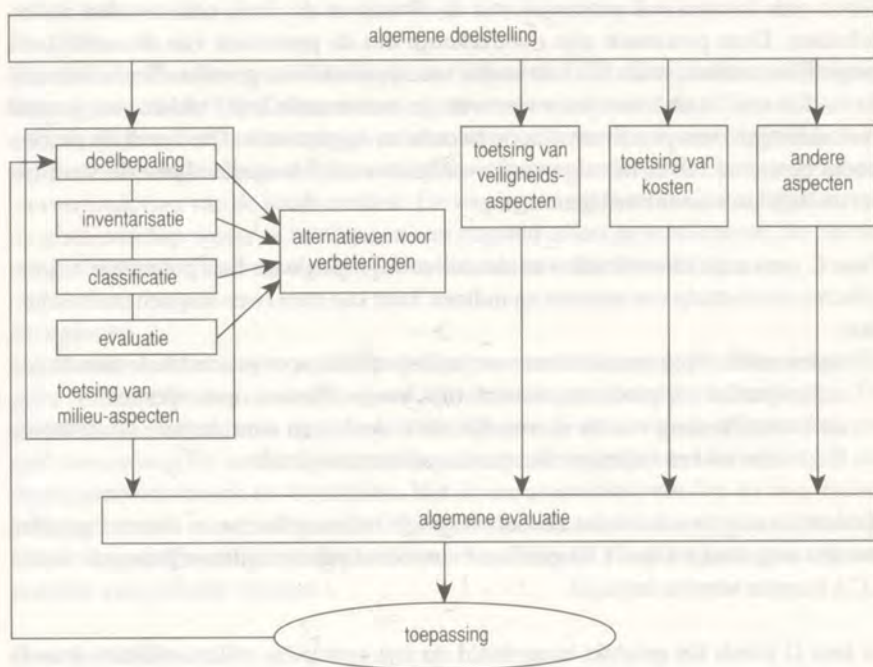 algemene doelstelling
doelbepaling
inventarisatie
classificatie
evaluatie
toetsing van
milieu-aspecten
alternatieven voor
verbeteringen
toetsing van
veiligheids-
aspecten
toetsing van
kosten
andere
aspecten
algemene evaluatie
toepassing